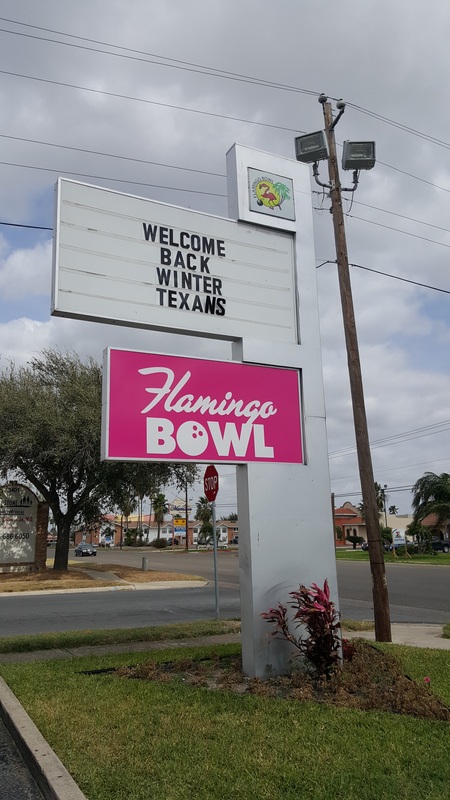 WELCOME
BACK
WINTER
TEXANS
Flamingo
BOWL
STOP